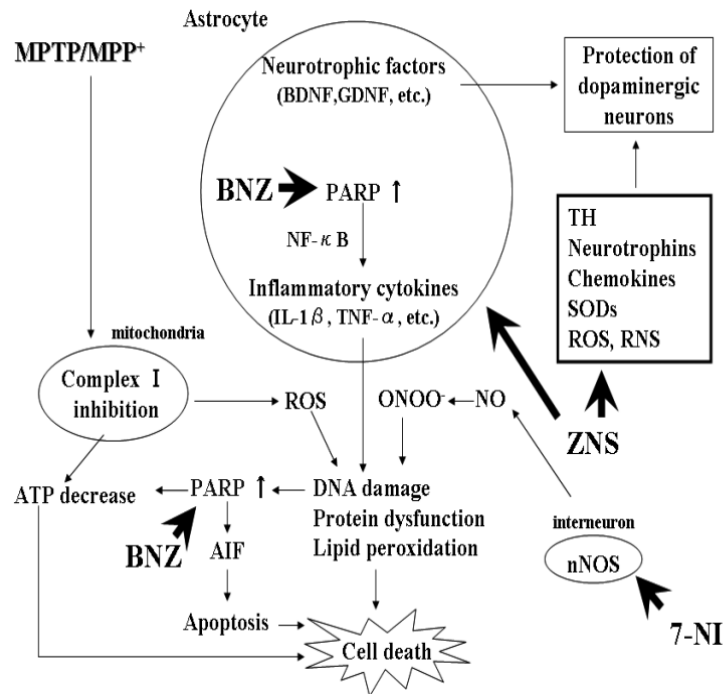 Astrocyte
MPTP/MPP⁺
Neurotrophic factors
(BDNF,GDNF, etc.)
Protection of
dopaminergic
neurons
BNZ
PARP ↑
NF-κB
Inflammatory cytokines
(IL-1β, TNF-α, etc.)
TH
Neurotrophins
Chemokines
SODs
ROS, RNS
mitochondria
Complex Ⅰ
inhibition
ROS
ONOO⁻
NO
ZNS
ATP decrease
PARP ↑
DNA damage
Protein dysfunction
Lipid peroxidation
BNZ
AIF
interneuron
nNOS
7-NI
Apoptosis
Cell death